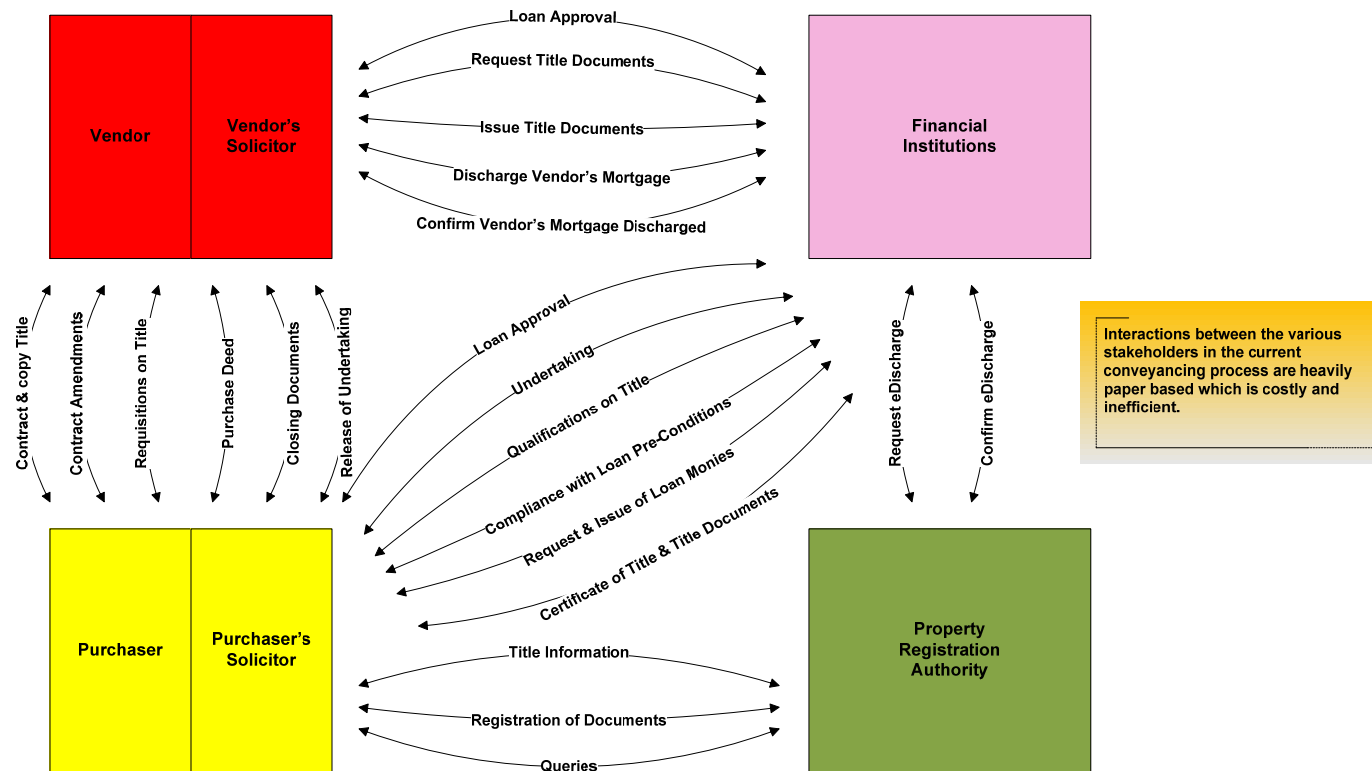 Loan Approval
Request Title Documents
Issue Title Documents
Discharge Vendor's Mortgage
Confirm Vendor's Mortgage Discharged
Vendor
Vendor's
Solicitor
Financial
Institutions
Contract & copy Title
Contract Amendments
Requisitions on Title
Purchase Deed
Closing Documents
Release of Undertaking
Loan Approval
Undertaking
Qualifications on Title
Compliance with Loan Pre-Conditions
Request & Issue of Loan Monies
Certificate of Title & Title Documents
Request eDischarge
Confirm eDischarge
Interactions between the various
stakeholders in the current
conveyancing process are heavily
paper based which is costly and
inefficient.
Purchaser
Purchaser's
Solicitor
Title Information
Registration of Documents
Queries
Property
Registration
Authority